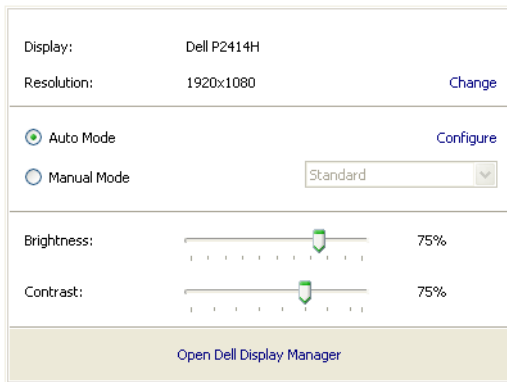 Display: Dell P2414H
Resolution: 1920x1080 Change
Auto Mode Configure
Manual Mode Standard
Brightness: 75%
Contrast: 75%
Open Dell Display Manager